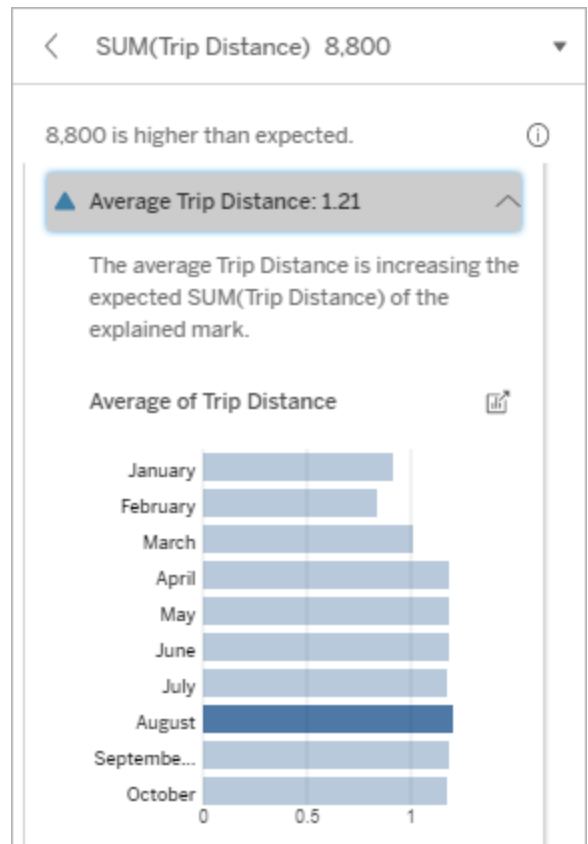 SUM(Trip Distance) 8,800
8,800 is higher than expected.
Average Trip Distance: 1.21
The average Trip Distance is increasing the
expected SUM(Trip Distance) of the
explained mark.
Average of Trip Distance
January
February
March
April
May
June
July
August
Septembe...
October
0 0.5 1